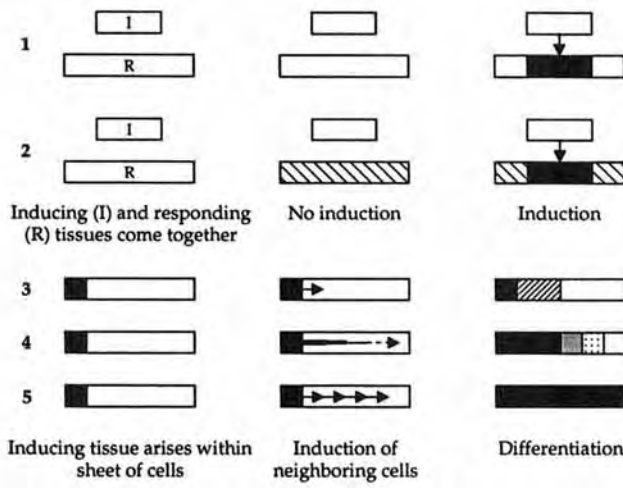 I
1
R
I
2
R
Inducing (I) and responding
(R) tissues come together
No induction
Induction
3
4
5
Inducing tissue arises within
sheet of cells
Induction of
neighboring cells
Differentiation